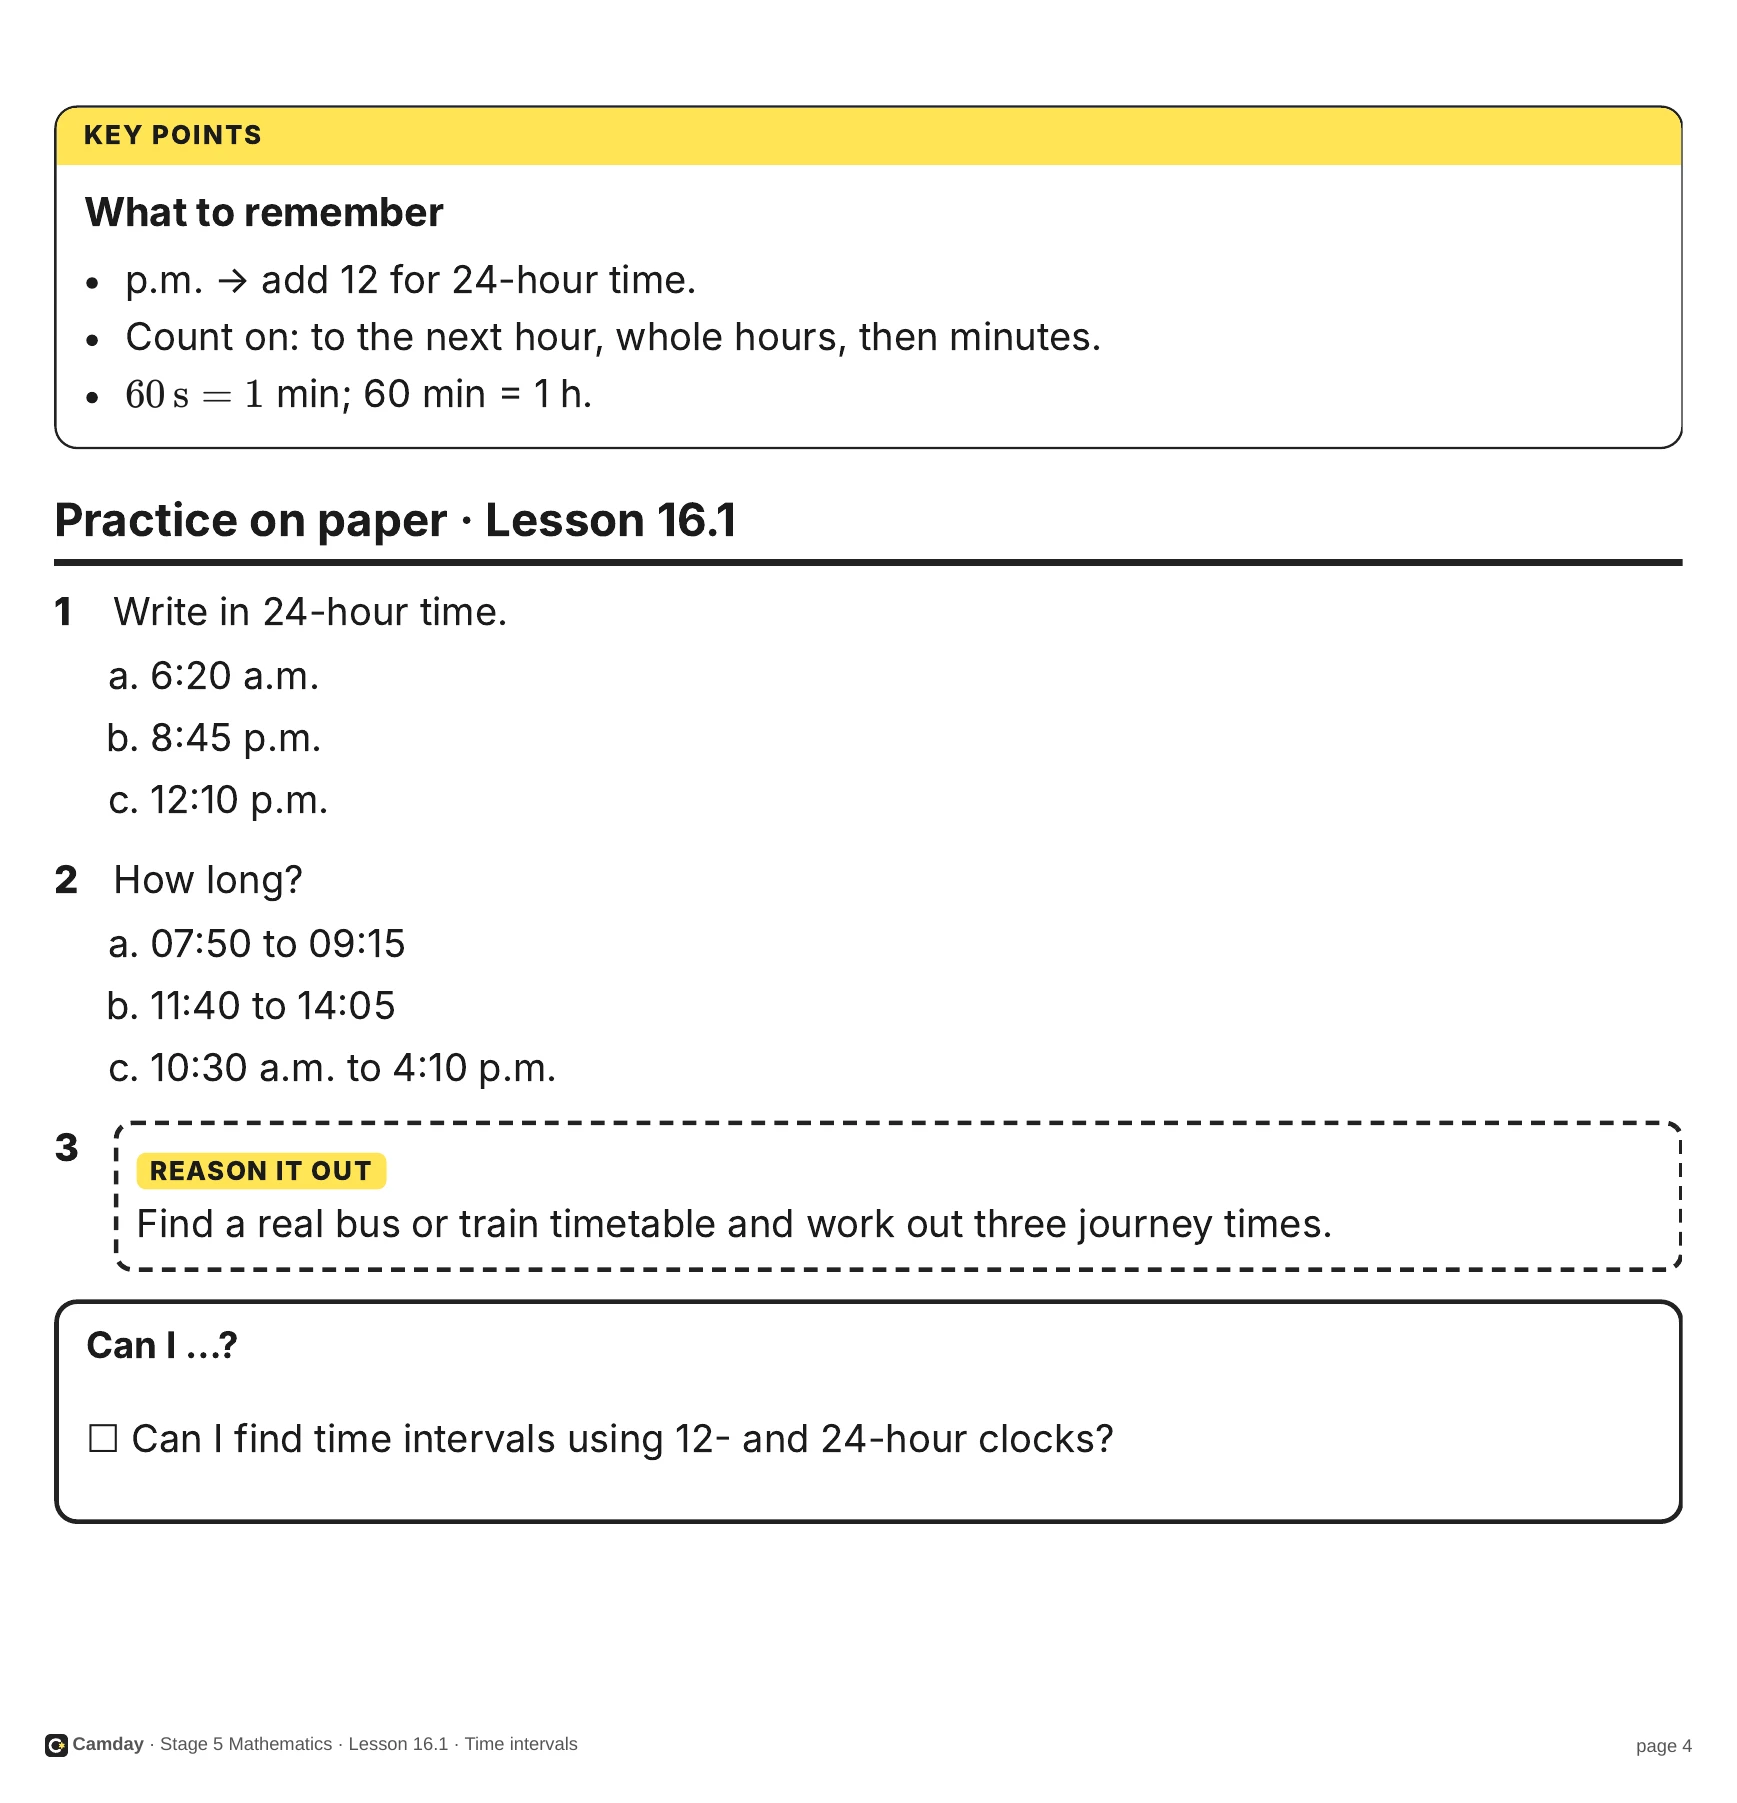 KEY POINTS
What to remember
• p.m. → add 12 for 24-hour time.
• Count on: to the next hour, whole hours, then minutes.
• 60 s = 1 min; 60 min = 1 h.
Practice on paper · Lesson 16.1
1 Write in 24-hour time.
a. 6:20 a.m.
b. 8:45 p.m.
c. 12:10 p.m.
2 How long?
a. 07:50 to 09:15
b. 11:40 to 14:05
c. 10:30 a.m. to 4:10 p.m.
3 REASON IT OUT
Find a real bus or train timetable and work out three journey times.
Can I …?
☐ Can I find time intervals using 12- and 24-hour clocks?
Camday · Stage 5 Mathematics · Lesson 16.1 · Time intervals page 4